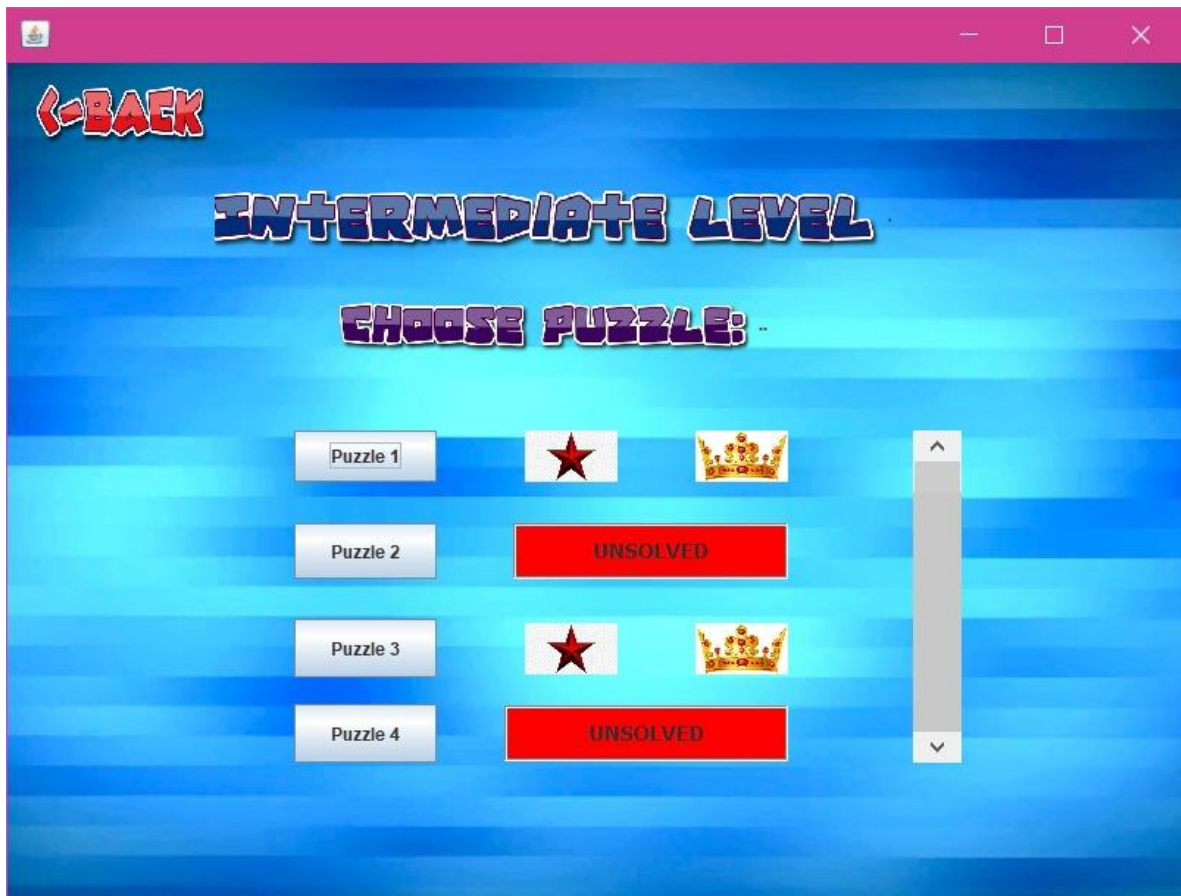 <-BACK
INTERMEDIATE LEVEL
CHOOSE PUZZLE:
Puzzle 1
Puzzle 2 UNSOLVED
Puzzle 3
Puzzle 4 UNSOLVED